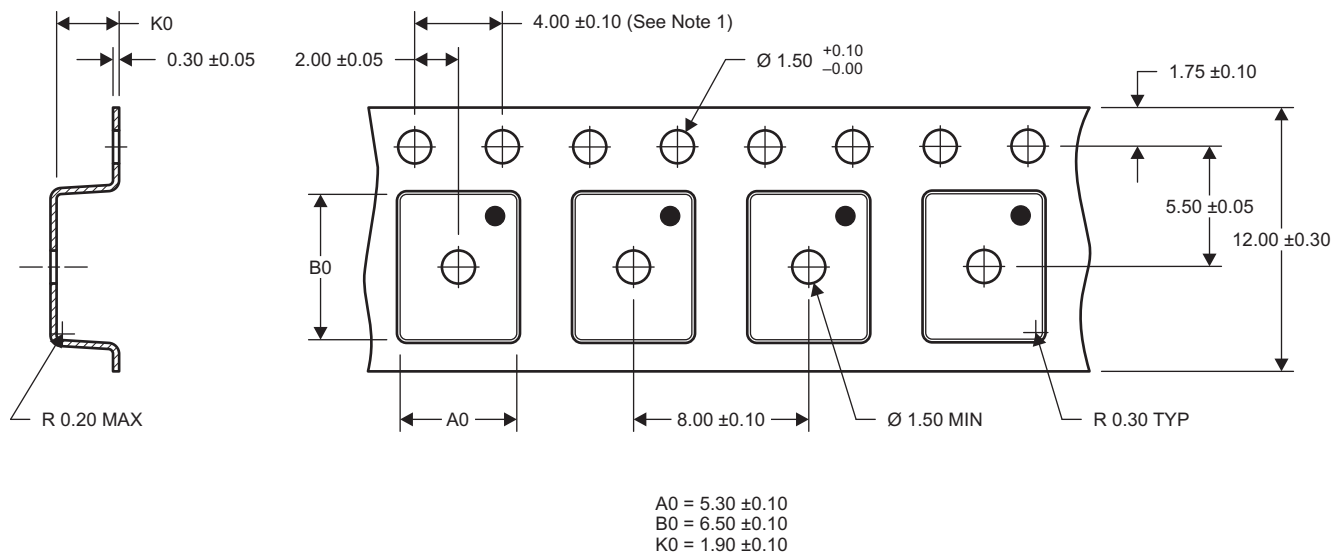 K0
4.00 ±0.10 (See Note 1)
0.30 ±0.05
2.00 ±0.05
Ø 1.50 +0.10
–0.00
1.75 ±0.10
5.50 ±0.05
12.00 ±0.30
B0
R 0.20 MAX
A0
8.00 ±0.10
Ø 1.50 MIN
R 0.30 TYP
A0 = 5.30 ±0.10
B0 = 6.50 ±0.10
K0 = 1.90 ±0.10